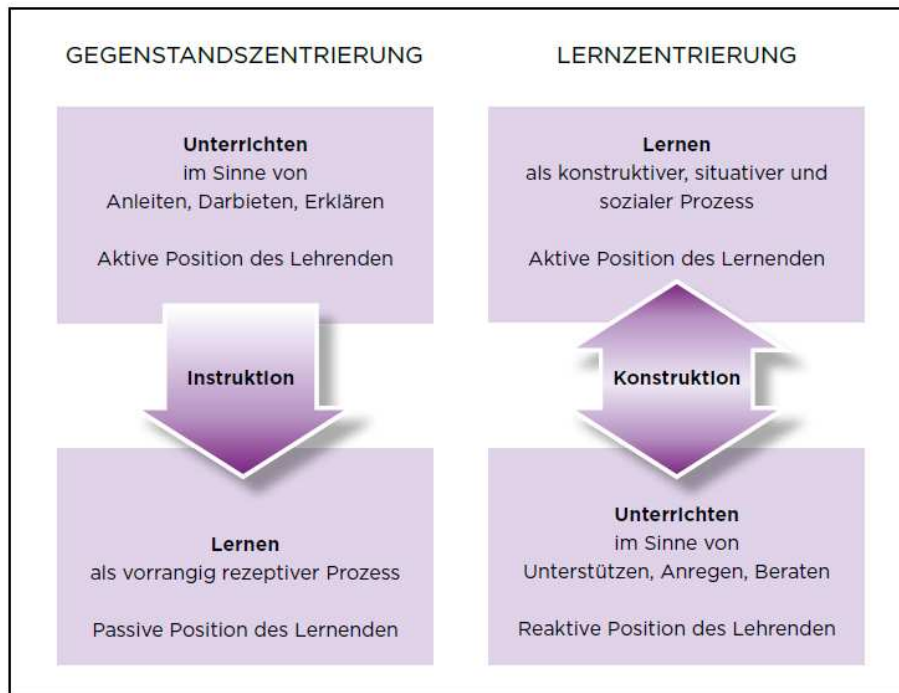 GEGENSTANDSZENTRIERUNG
Unterrichten
im Sinne von
Anleiten, Darbieten, Erklären
Aktive Position des Lehrenden
Instruktion
Lernen
als vorrangig rezeptiver Prozess
Passive Position des Lernenden
LERNZENTRIERUNG
Lernen
als konstruktiver, situativer und
sozialer Prozess
Aktive Position des Lernenden
Konstruktion
Unterrichten
im Sinne von
Unterstützen, Anregen, Beraten
Reaktive Position des Lehrenden